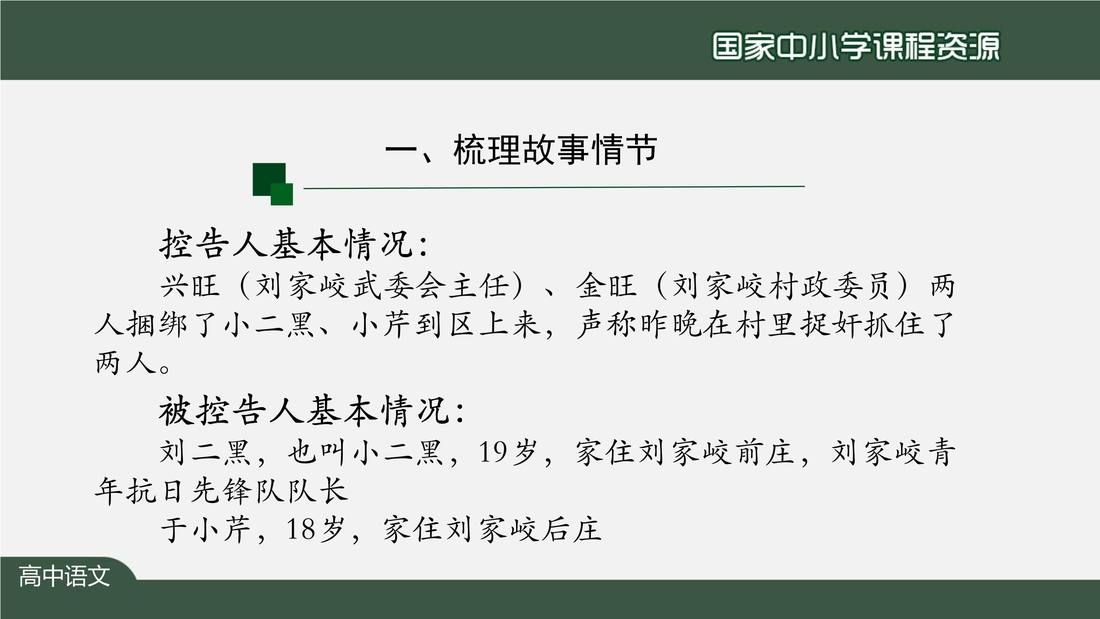 国家中小学课程资源
一、梳理故事情节
控告人基本情况：
兴旺（刘家峧武委会主任）、金旺（刘家峧村政委员）两
人捆绑了小二黑、小芹到区上来，声称昨晚在村里捉奸抓住了
两人。
被控告人基本情况：
刘二黑，也叫小二黑，19岁，家住刘家峧前庄，刘家峧青
年抗日先锋队队长
于小芹，18岁，家住刘家峧后庄
高中语文